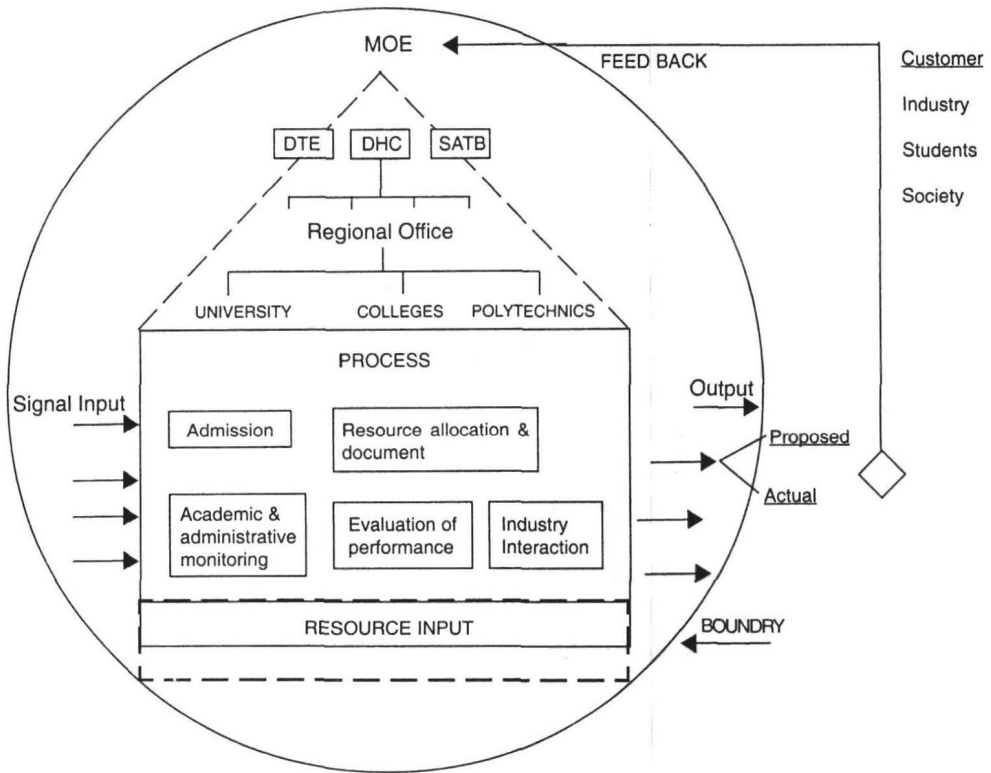 MOE
FEED BACK
Customer
Industry
Students
Society
DTE
DHC
SATB
Regional Office
UNIVERSITY
COLLEGES
POLYTECHNICS
PROCESS
Signal Input
Output
Admission
Resource allocation &
document
Proposed
Actual
Academic &
administrative
monitoring
Evaluation of
performance
Industry
Interaction
RESOURCE INPUT
BOUNDRY